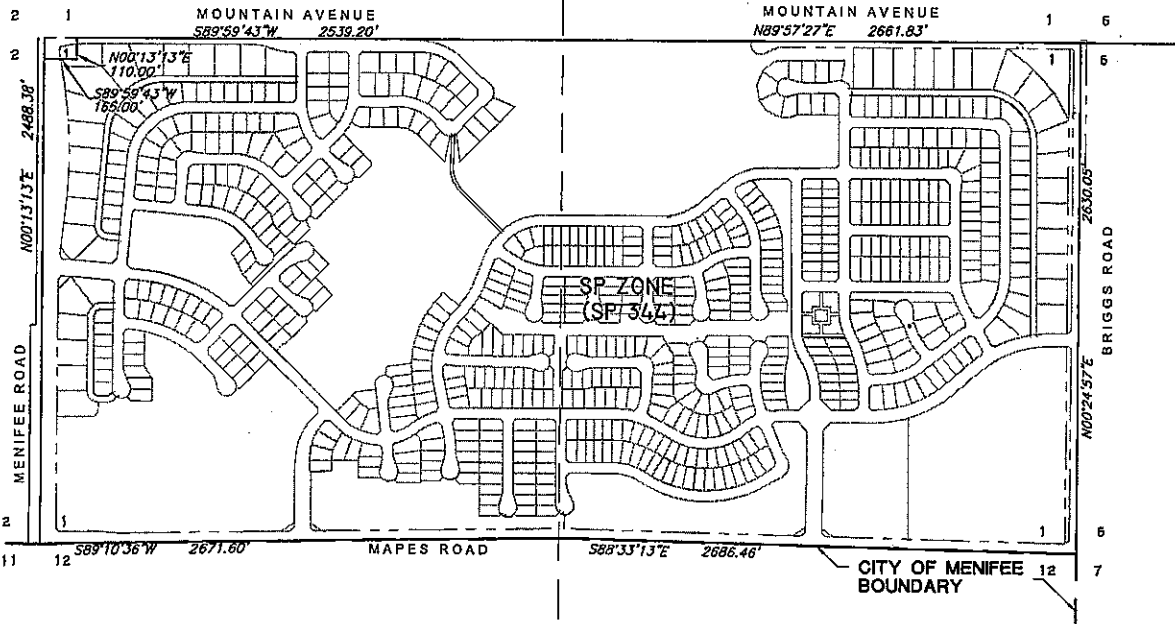 2 1
MOUNTAIN AVENUE
S89°59'43"W 2539.20'
MOUNTAIN AVENUE
N89°57'27"E 2661.83'
1 6
2
1
N00°13'13"E
110.00'
S89°59'43"W
165.00'
1
6
2488.38'
N00°13'13"E
MENIFEE ROAD
SP ZONE
(SP 344)
2630.05'
BRIGGS ROAD
N00°24'57"E
2
1
1
6
11 12
S89°10'36"W 2671.60'
MAPES ROAD
S88°33'13"E 2686.46'
12 7
CITY OF MENIFEE
BOUNDARY